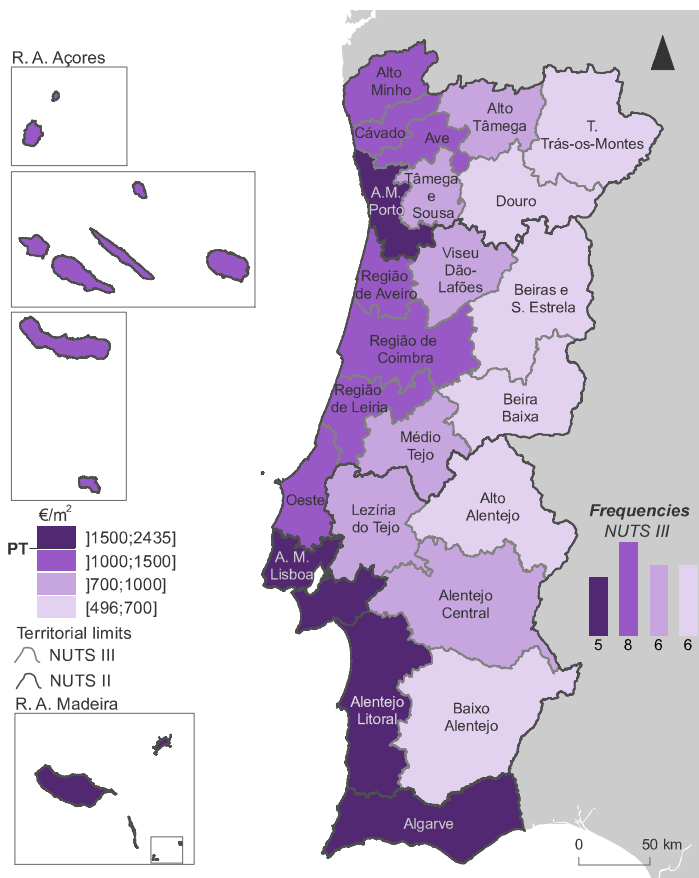 R. A. Açores
Alto
Minho
Cávado
Ave
Alto
Tâmega
T.
Trás-os-Montes
A.M.
Porto
Tâmega
e
Sousa
Douro
Viseu
Dão-
Lafões
Região
de Aveiro
Beiras e
S. Estrela
Região de
Coimbra
Região
de Leiria
Beira
Baixa
Médio
Tejo
Oeste
Lezíria
do Tejo
Alto
Alentejo
A. M.
Lisboa
Alentejo
Central
Alentejo
Litoral
Baixo
Alentejo
Algarve
€/m²
PT
]1500;2435]
]1000;1500]
]700;1000]
[496;700]
Territorial limits
NUTS III
NUTS II
R. A. Madeira
Frequencies
NUTS III
5 8 6 6
0 50 km